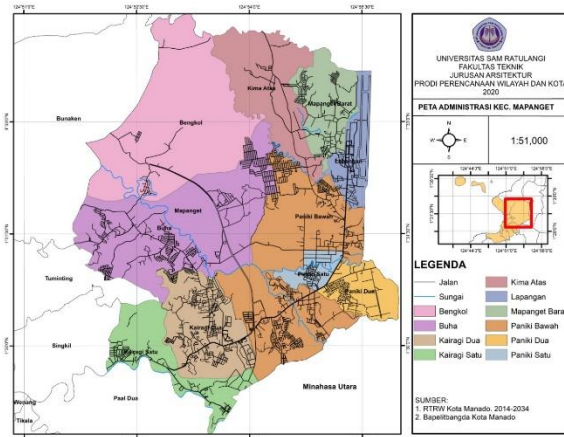 Bunaken
Bengkol
Kima Atas
Mapanget Barat
Lapangan
Mapanget
Buha
Paniki Bawah
Tuminting
Paniki Satu
Paniki Dua
Kairagi Dua
Singkil
Kairagi Satu
Minahasa Utara
Wenang
Paal Dua
Tikala
UNIVERSITAS SAM RATULANGI
FAKULTAS TEKNIK
JURUSAN ARSITEKTUR
PRODI PERENCANAAN WILAYAH DAN KOTA
2020
PETA ADMINISTRASI KEC. MAPANGET
N
W E
S
1:51,000
LEGENDA
Jalan
Sungai
Bengkol
Buha
Kairagi Dua
Kairagi Satu
Kima Atas
Lapangan
Mapanget Barat
Paniki Bawah
Paniki Dua
Paniki Satu
SUMBER:
1. RTRW Kota Manado. 2014-2034
2. Bapelitbangda Kota Manado